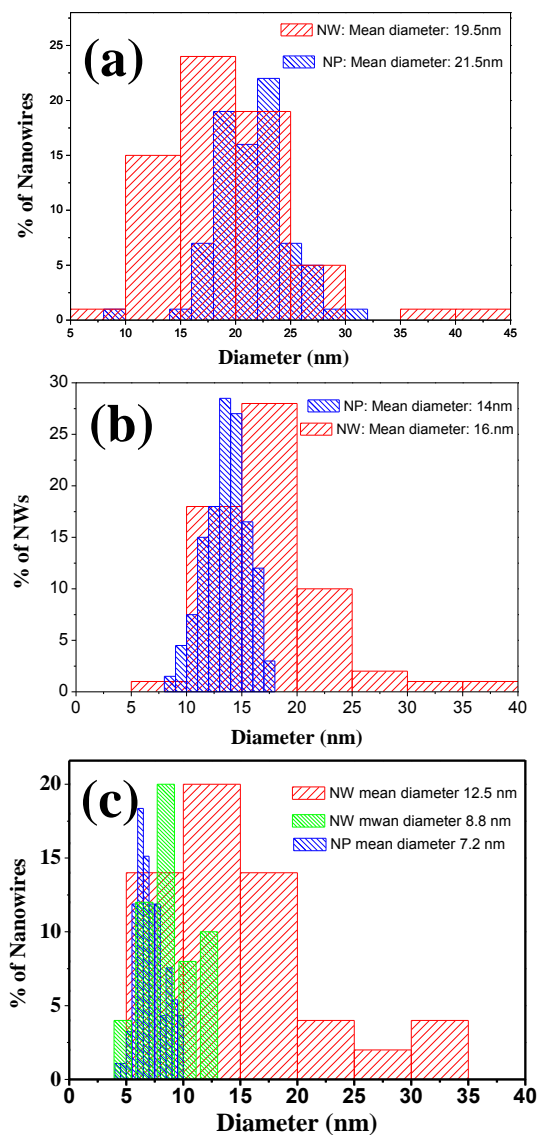 (a)
NW: Mean diameter: 19.5nm
NP: Mean diameter: 21.5nm
% of Nanowires
25
20
15
10
5
0
5 10 15 20 25 30 35 40 45
Diameter (nm)
(b)
NP: Mean diameter: 14nm
NW: Mean diameter: 16.nm
% of NWs
30
25
20
15
10
5
0
0 5 10 15 20 25 30 35 40
Diameter (nm)
(c)
NW mean diameter 12.5 nm
NW mwan diameter 8.8 nm
NP mean diameter 7.2 nm
% of Nanowires
20
15
10
5
0
0 5 10 15 20 25 30 35 40
Diameter (nm)